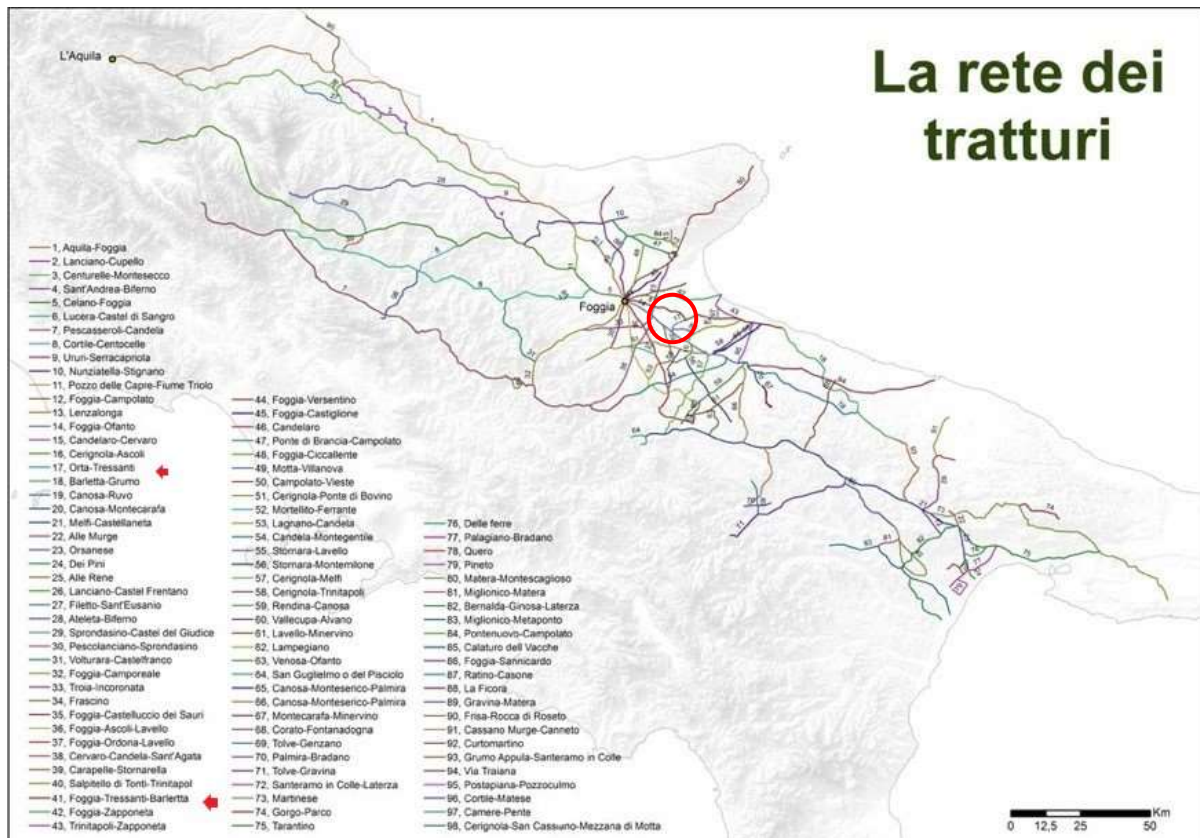 La rete dei
tratturi
L'Aquila
Foggia
1, Aquila-Foggia
2, Lanciano-Cupello
3, Centurelle-Montesecco
4, Sant'Andrea-Biferno
5, Celano-Foggia
6, Lucera-Castel di Sangro
7, Pescasseroli-Candela
8, Cortile-Centocelle
9, Ururi-Serracapriola
10, Nunziatella-Stignano
11, Pozzo delle Capre-Fiume Triolo
12, Foggia-Campolato
13, Lenzalonga
14, Foggia-Ofanto
15, Candelaro-Cervaro
16, Cerignola-Ascoli
17, Orta-Tressanti
18, Barletta-Grumo
19, Canosa-Ruvo
20, Canosa-Montecarafa
21, Melfi-Castellaneta
22, Alle Murge
23, Orsanese
24, Dei Pini
25, Alle Rene
26, Lanciano-Castel Frentano
27, Filetto-Sant'Eusanio
28, Ateleta-Biferno
29, Sprondasino-Castel del Giudice
30, Pescolanciano-Sprondasino
31, Volturara-Castelfranco
32, Foggia-Camporeale
33, Troia-Incoronata
34, Frascino
35, Foggia-Castelluccio dei Sauri
36, Foggia-Ascoli-Lavello
37, Foggia-Ordona-Lavello
38, Cervaro-Candela-Sant'Agata
39, Carapelle-Stornarella
40, Salpitello di Tonti-Trinitapol
41, Foggia-Tressanti-Barlertta
42, Foggia-Zapponeta
43, Trinitapoli-Zapponeta
44, Foggia-Versentino
45, Foggia-Castiglione
46, Candelaro
47, Ponte di Brancia-Campolato
48, Foggia-Ciccallente
49, Motta-Villanova
50, Campolato-Vieste
51, Cerignola-Ponte di Bovino
52, Mortellito-Ferrante
53, Lagnano-Candela
54, Candela-Montegentile
55, Stornara-Lavello
56, Stornara-Montemilone
57, Cerignola-Melfi
58, Cerignola-Trinitapoli
59, Rendina-Canosa
60, Vallecupa-Alvano
61, Lavello-Minervino
62, Lampegiano
63, Venosa-Ofanto
64, San Guglielmo o del Pisciolo
65, Canosa-Monteserico-Palmira
66, Canosa-Monteserico-Palmira
67, Montecarafa-Minervino
68, Corato-Fontanadogna
69, Tolve-Genzano
70, Palmira-Bradano
71, Tolve-Gravina
72, Santeramo in Colle-Laterza
73, Martinese
74, Gorgo-Parco
75, Tarantino
76, Delle ferre
77, Palagiano-Bradano
78, Quero
79, Pineto
80, Matera-Montescaglioso
81, Miglionico-Matera
82, Bernalda-Ginosa-Laterza
83, Miglionico-Metaponto
84, Pontenuovo-Campolato
85, Calaturo dell Vacche
86, Foggia-Sannicardo
87, Ratino-Casone
88, La Ficora
89, Gravina-Matera
90, Frisa-Rocca di Roseto
91, Cassano Murge-Canneto
92, Curtomartino
93, Grumo Appula-Santeramo in Colle
94, Via Traiana
95, Postapiana-Pozzoculmo
96, Cortile-Matese
97, Camere-Pente
98, Cerignola-San Cassiano-Mezzana di Motta
Km
0 12,5 25 50